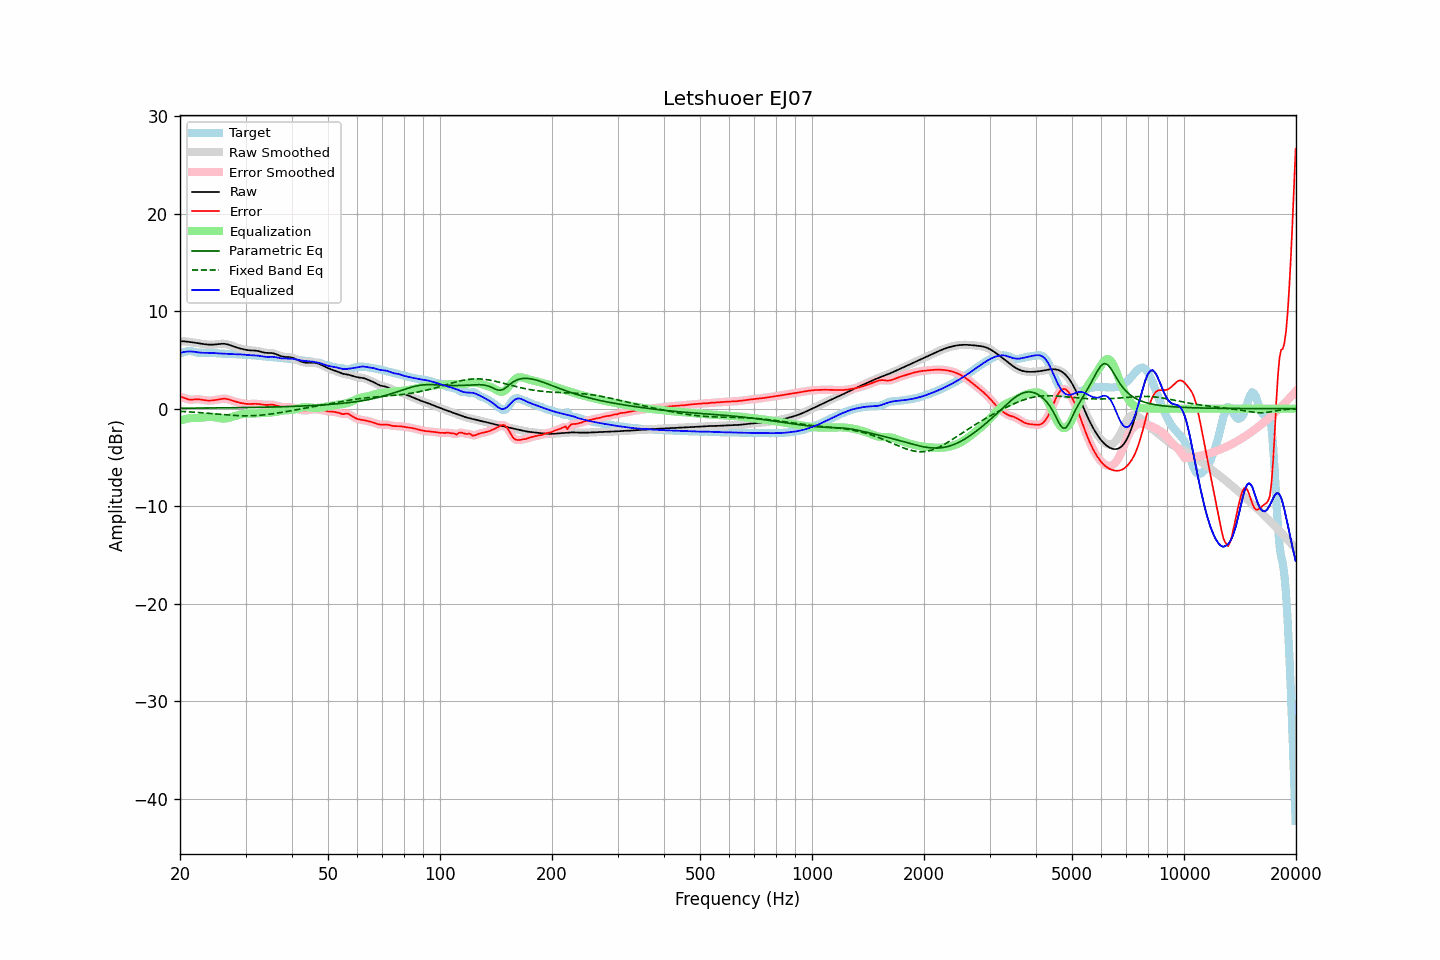 Letshuoer EJ07
30
20
10
0
−10
−20
−30
−40
Amplitude (dBr)
Target
Raw Smoothed
Error Smoothed
Raw
Error
Equalization
Parametric Eq
Fixed Band Eq
Equalized
20 50 100 200 500 1000 2000 5000 10000 20000
Frequency (Hz)